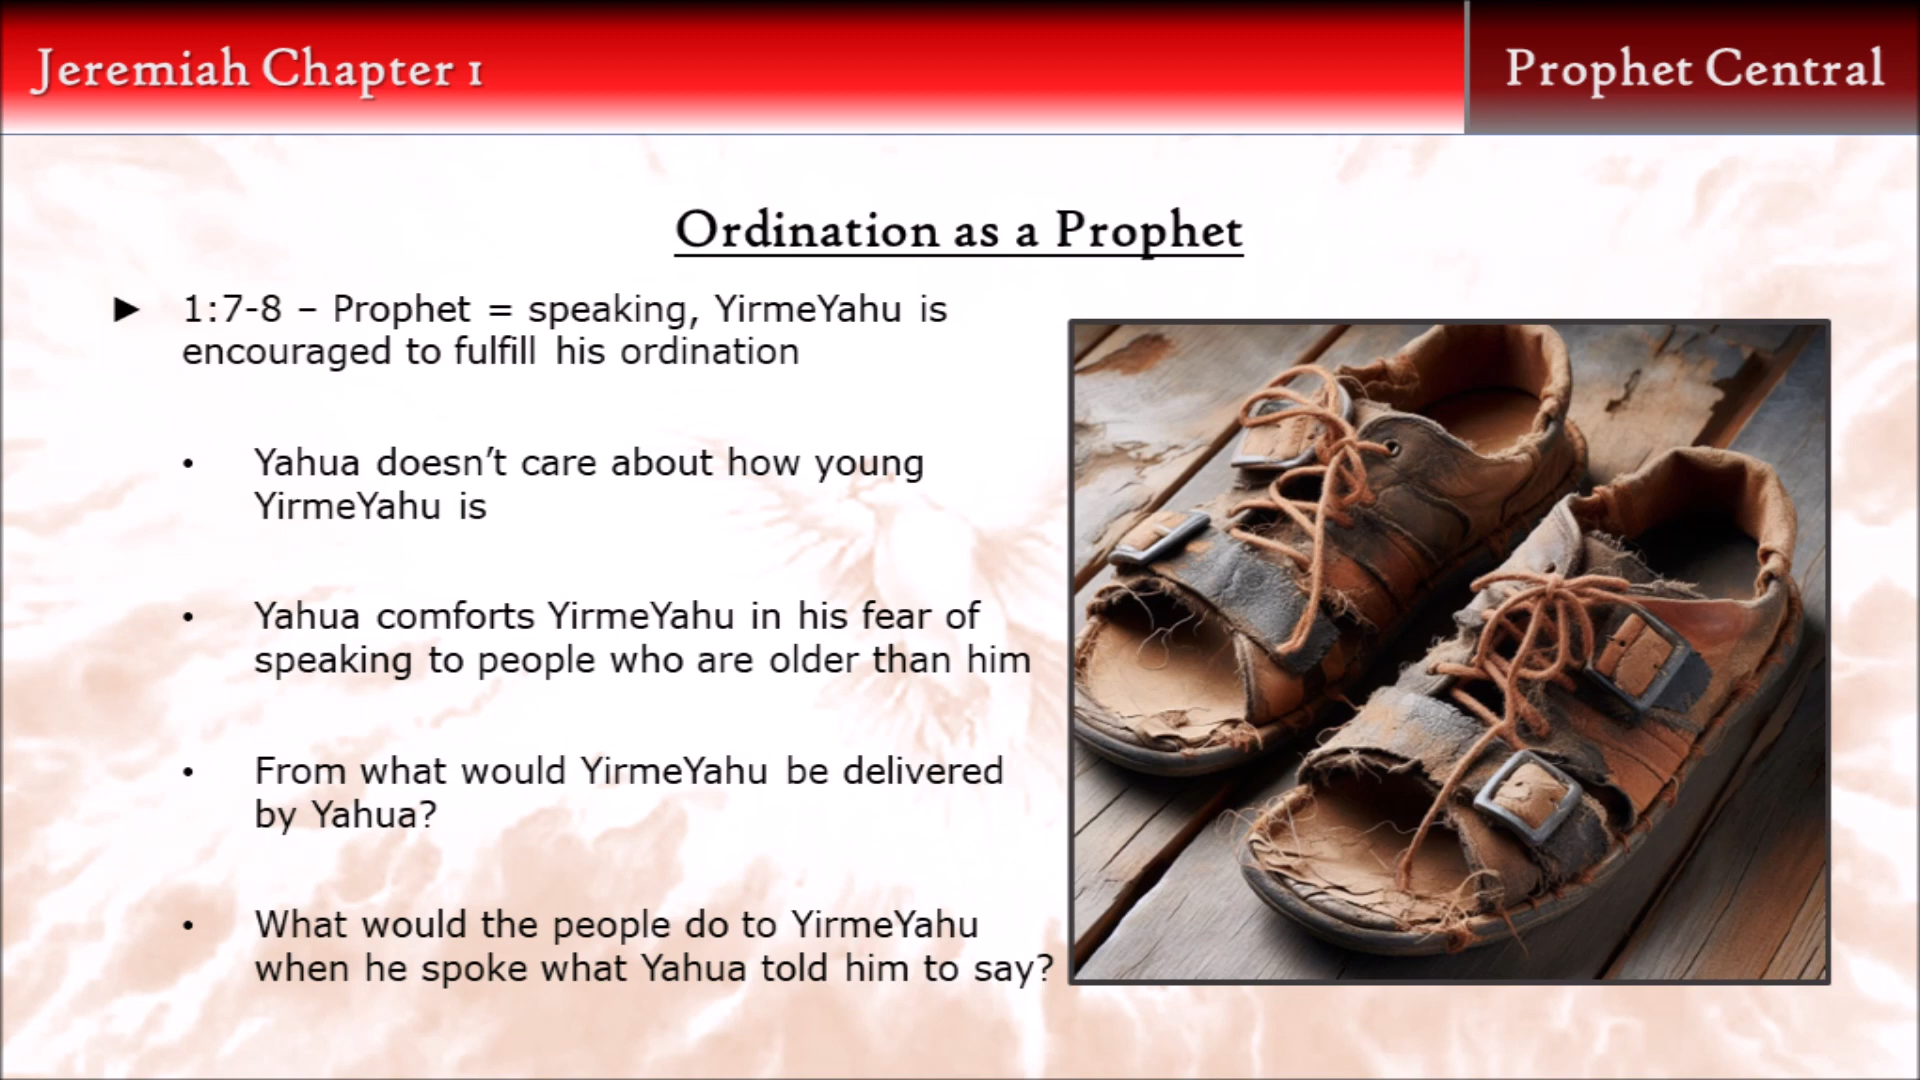 Jeremiah Chapter 1
Prophet Central
Ordination as a Prophet
► 1:7-8 – Prophet = speaking, YirmeYahu is
encouraged to fulfill his ordination
• Yahua doesn’t care about how young
YirmeYahu is
• Yahua comforts YirmeYahu in his fear of
speaking to people who are older than him
• From what would YirmeYahu be delivered
by Yahua?
• What would the people do to YirmeYahu
when he spoke what Yahua told him to say?